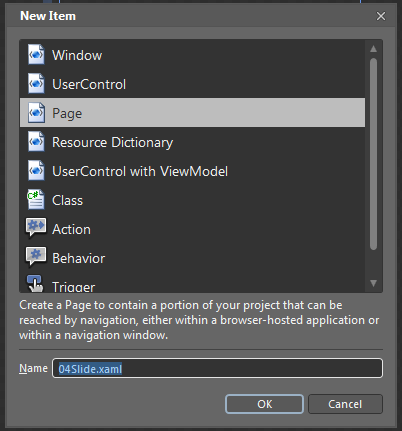 New Item
Window
UserControl
Page
Resource Dictionary
UserControl with ViewModel
C#
Class
Action
Behavior
Trigger
Create a Page to contain a portion of your project that can be
reached by navigation, either within a browser-hosted application or
within a navigation window.
Name 04Slide.xaml
OK Cancel